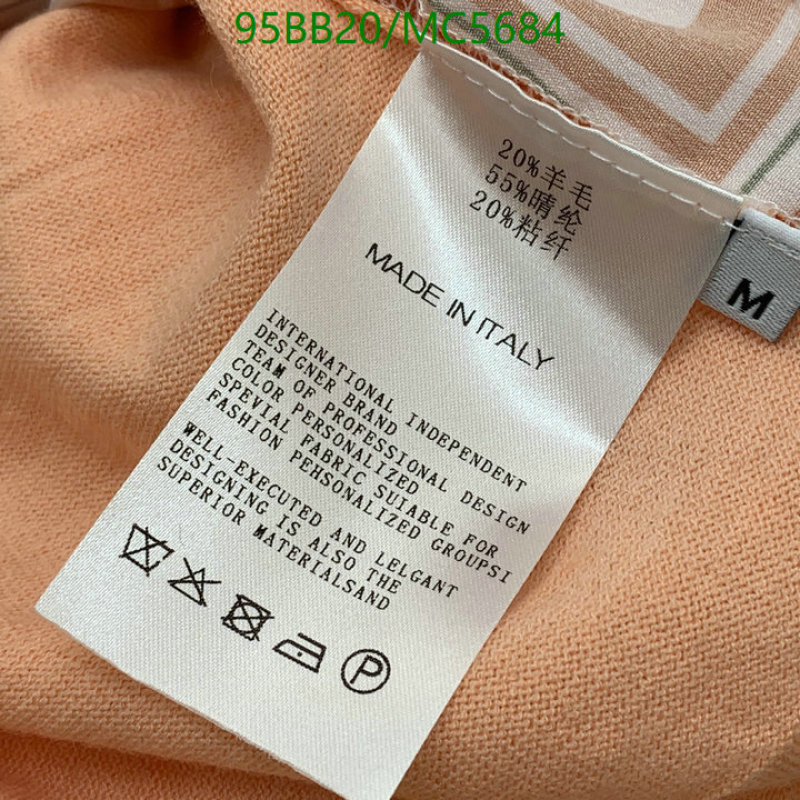 95BB20/MC5684
20%羊毛
55%晴纶
20%粘纤
MADE IN ITALY
M
INTERNATIONAL INDEPENDENT
DESIGNER BRAND
TEAM OF PROFESSIONAL DESIGN
COLOR PERSONALIZED
SPEVIAL FABRIC SUIABLE FOR
FASHION PEHSONALIZED GROUPSI
WELL-EXECUTED AND LELGANT
DESIGNING IS ALSO THE
SUPERIOR MATERIALSAND
P